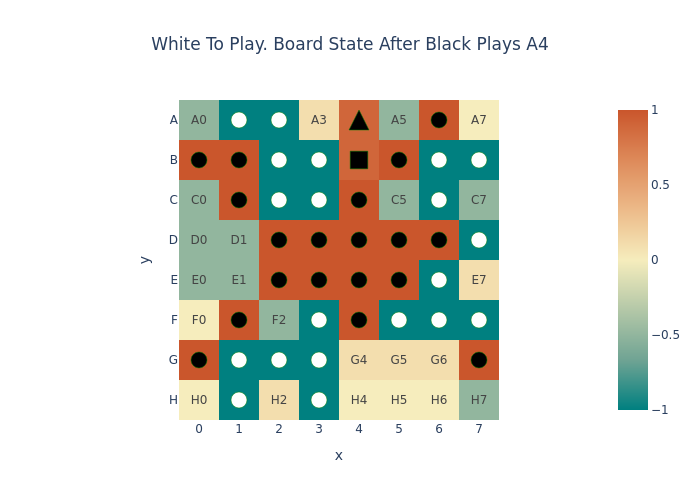 White To Play. Board State After Black Plays A4
A A0 A3 A5 A7 1
B
C C0 C5 C7 0.5
D D0 D1
E E0 E1 E7 0
F F0 F2 −0.5
G G4 G5 G6
H H0 H2 H4 H5 H6 H7 −1
0 1 2 3 4 5 6 7
x
y